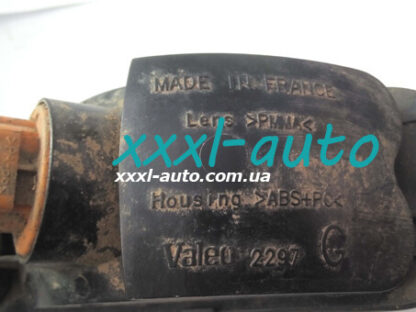 MADE IN FRANCE
Lens >PMMA<
xxxl-auto
xxxl-auto.com.ua
Housing >ABS+PC<
Valeo 2297 G